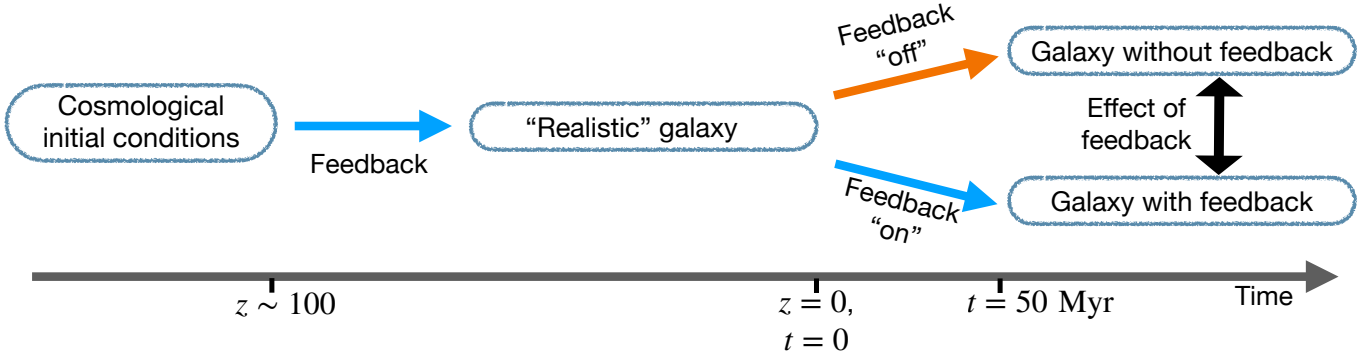 Cosmological
initial conditions
Feedback
“Realistic” galaxy
Feedback
“off”
Feedback
“on”
Galaxy without feedback
Effect of
feedback
Galaxy with feedback
z ∼ 100
z = 0,
t = 0
t = 50 Myr
Time